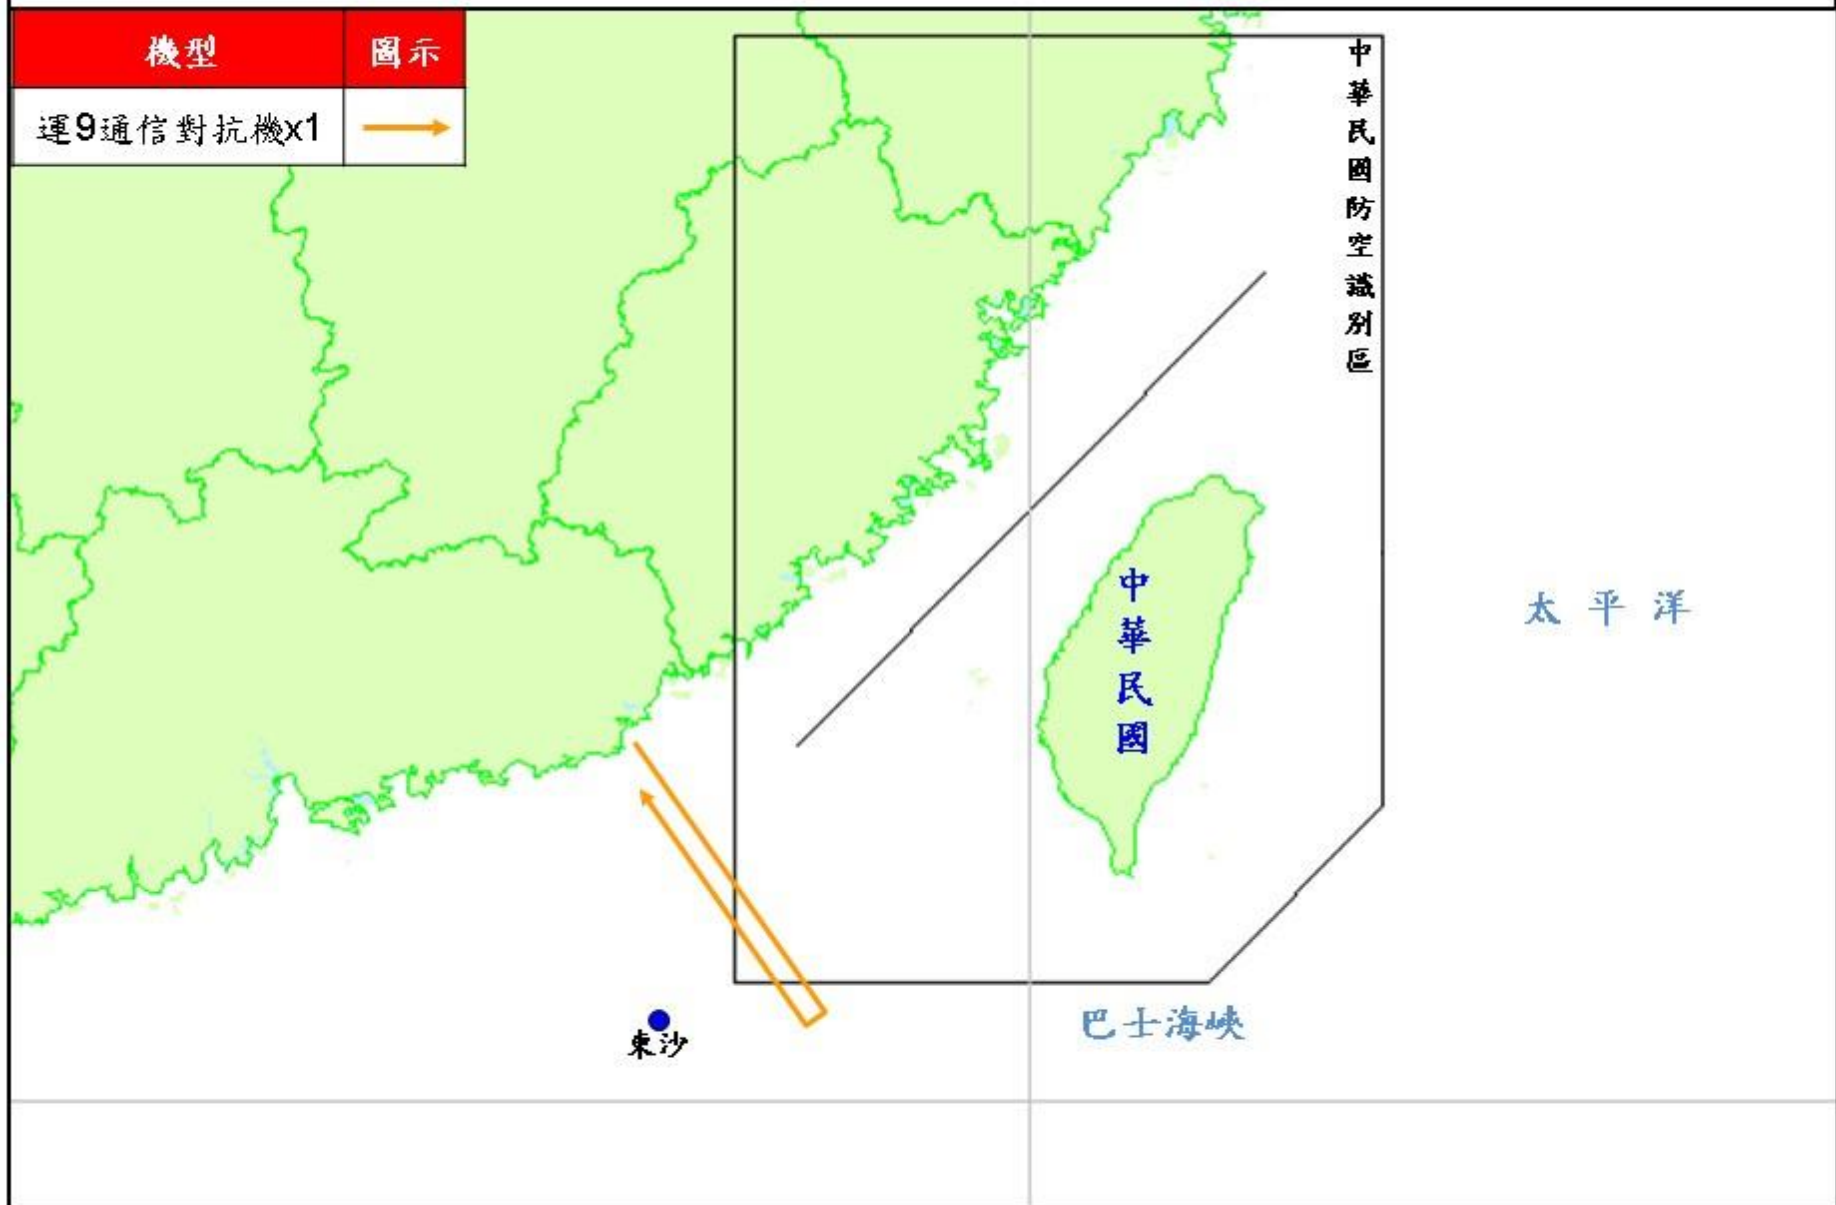 機型 圖示
運9通信對抗機x1
中華民國防空識別區
中華民國
太平洋
巴士海峽
東沙